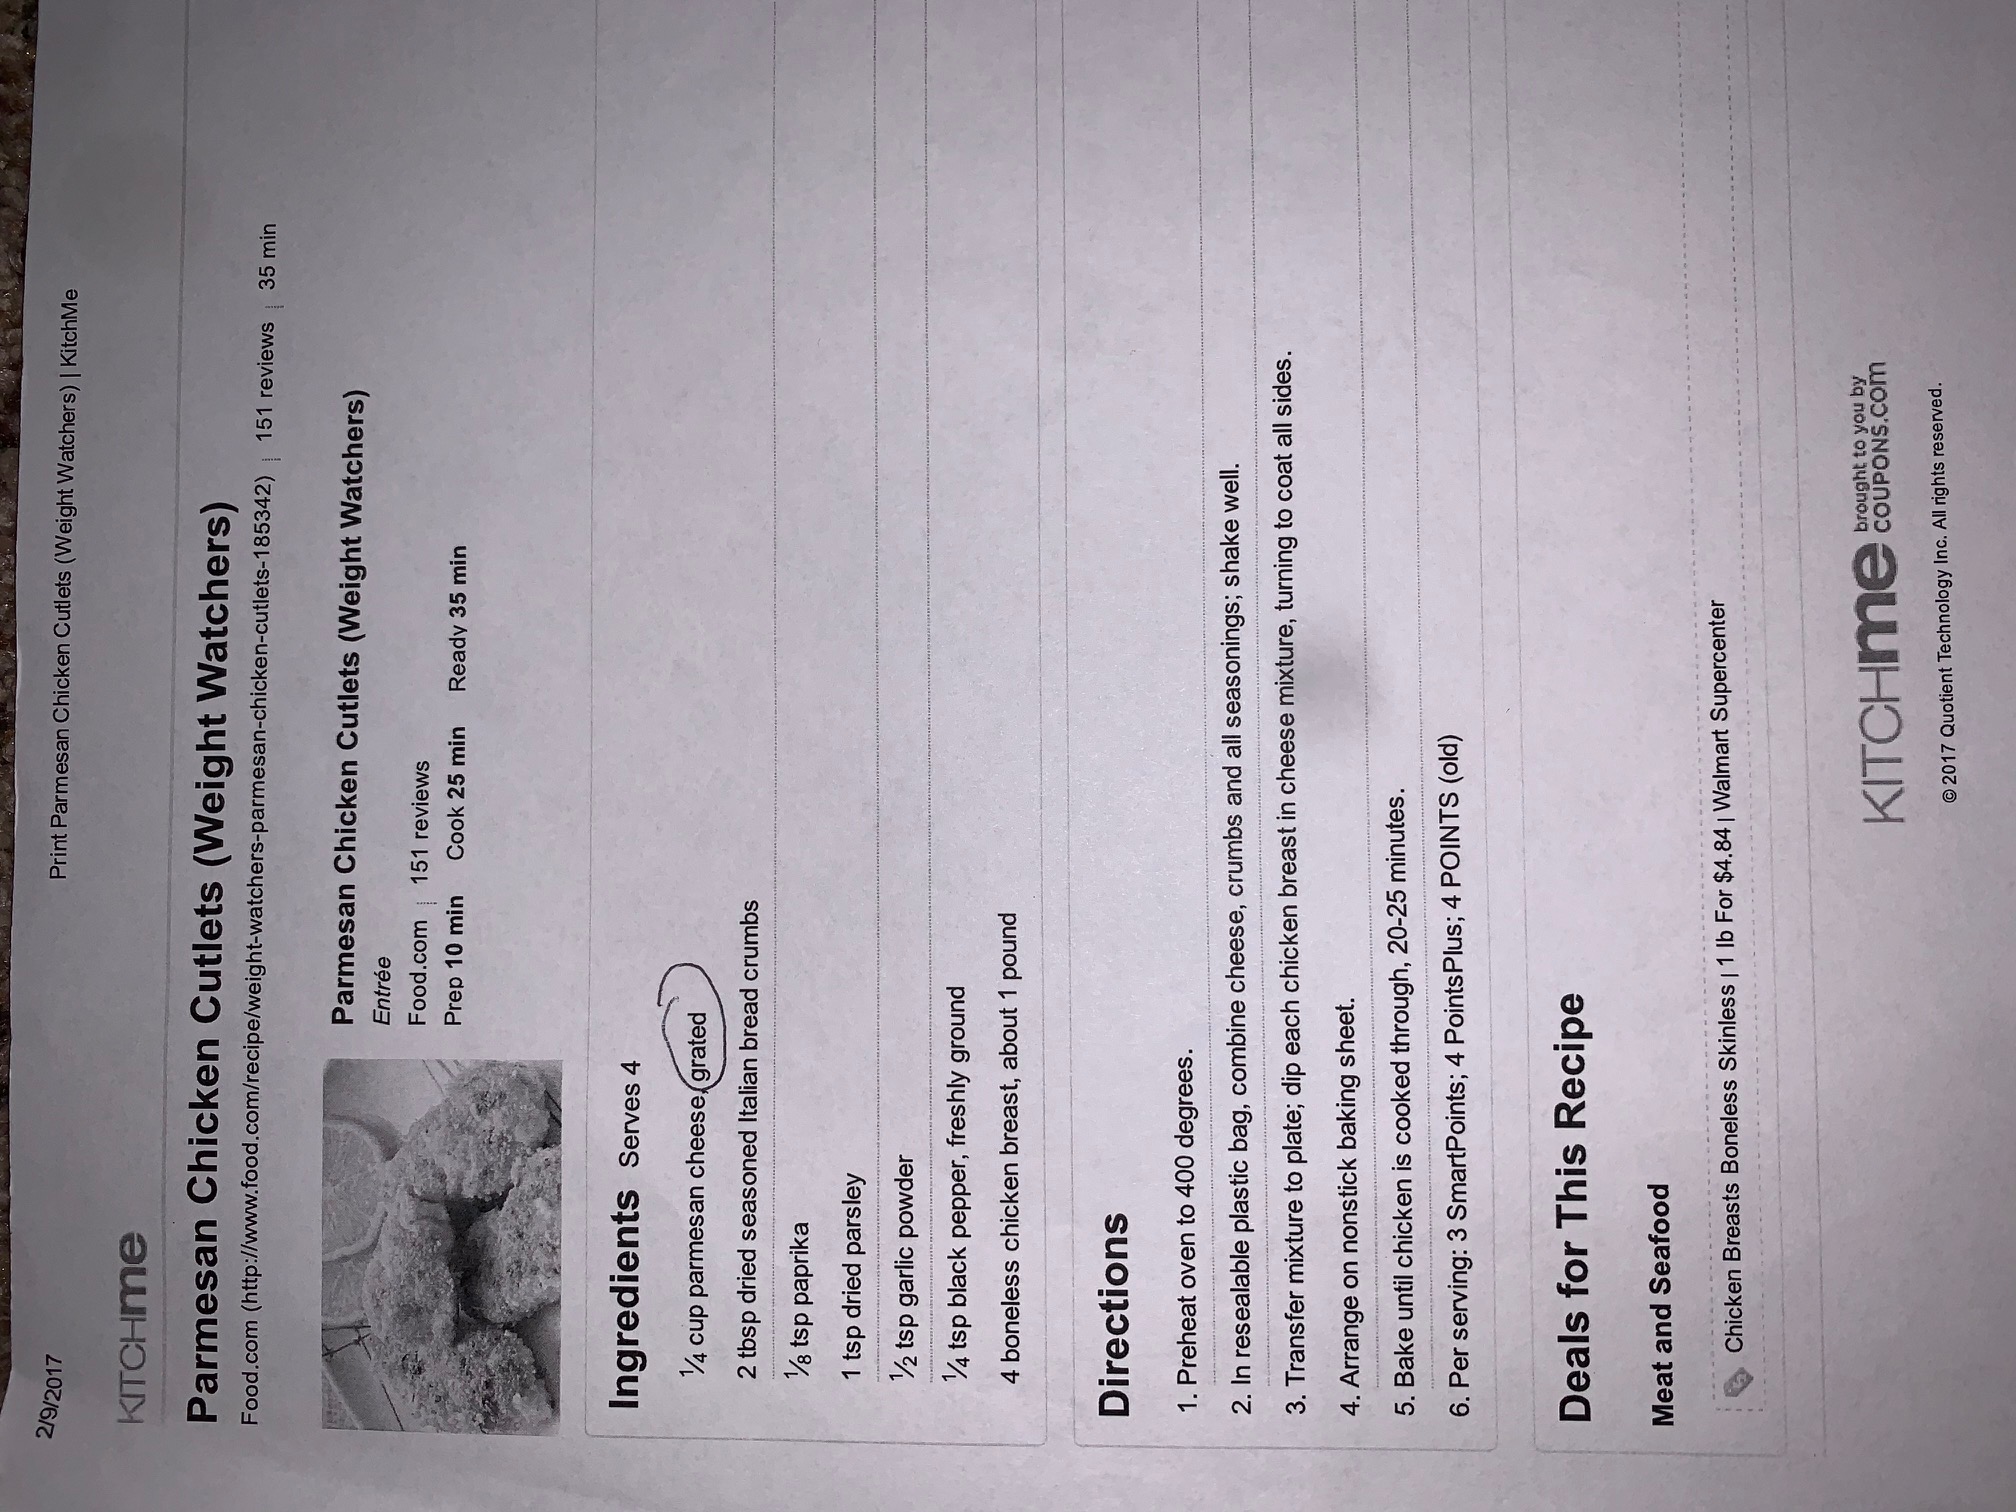 2/9/2017
Print Parmesan Chicken Cutlets (Weight Watchers) | KitchMe
KITCHme
Parmesan Chicken Cutlets (Weight Watchers)
Food.com (http://www.food.com/recipe/weight-watchers-parmesan-chicken-cutlets-185342) | 151 reviews | 35 min
Parmesan Chicken Cutlets (Weight Watchers)
Entrée
Food.com | 151 reviews
Prep 10 min Cook 25 min Ready 35 min
Ingredients Serves 4
¼ cup parmesan cheese, grated
2 tbsp dried seasoned Italian bread crumbs
⅛ tsp paprika
1 tsp dried parsley
½ tsp garlic powder
¼ tsp black pepper, freshly ground
4 boneless chicken breast, about 1 pound
Directions
1. Preheat oven to 400 degrees.
2. In resealable plastic bag, combine cheese, crumbs and all seasonings; shake well.
3. Transfer mixture to plate; dip each chicken breast in cheese mixture, turning to coat all sides.
4. Arrange on nonstick baking sheet.
5. Bake until chicken is cooked through, 20-25 minutes.
6. Per serving: 3 SmartPoints; 4 PointsPlus; 4 POINTS (old)
Deals for This Recipe
Meat and Seafood
Chicken Breasts Boneless Skinless | 1 lb For $4.84 | Walmart Supercenter
KITCHme brought to you by
COUPONS.com
© 2017 Quotient Technology Inc. All rights reserved.